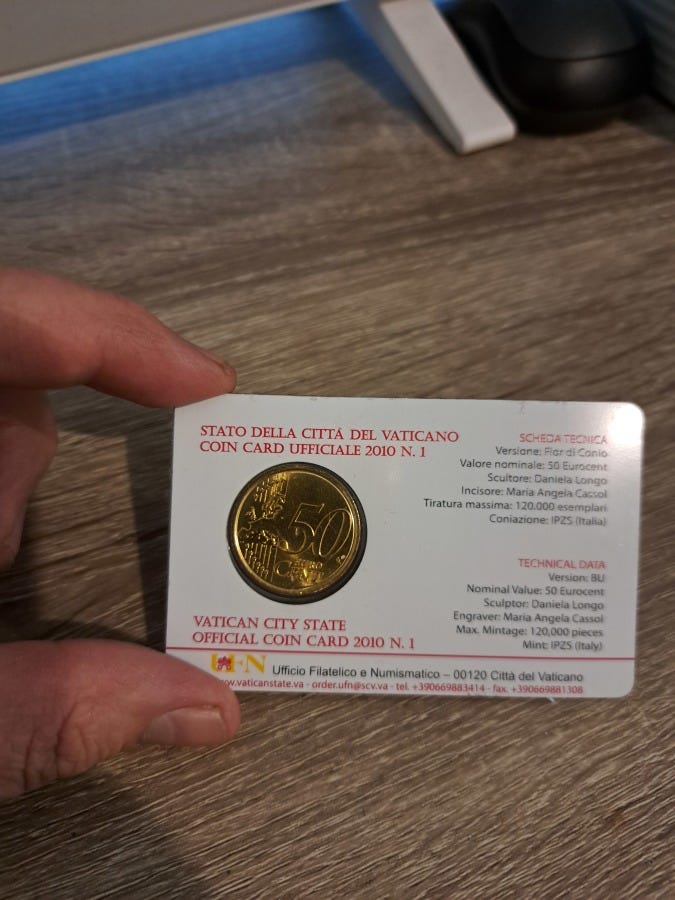 STATO DELLA CITTÁ DEL VATICANO
COIN CARD UFFICIALE 2010 N. 1
SCHEDA TECNICA
Versione: Fior di Conio
Valore nominale: 50 Eurocent
Scultore: Daniela Longo
Incisore: Maria Angela Cassol
Tiratura massima: 120.000 esemplari
Coniazione: IPZS (Italia)
50
EURO
CENT
TECHNICAL DATA
Version: BU
Nominal Value: 50 Eurocent
Sculptor: Daniela Longo
Engraver: Maria Angela Cassol
Max. Mintage: 120,000 pieces
Mint: IPZS (Italy)
VATICAN CITY STATE
OFFICIAL COIN CARD 2010 N. 1
UFN
Ufficio Filatelico e Numismatico – 00120 Città del Vaticano
www.vaticanstate.va - order.ufn@scv.va - tel. +390669883414 - fax. +390669881308